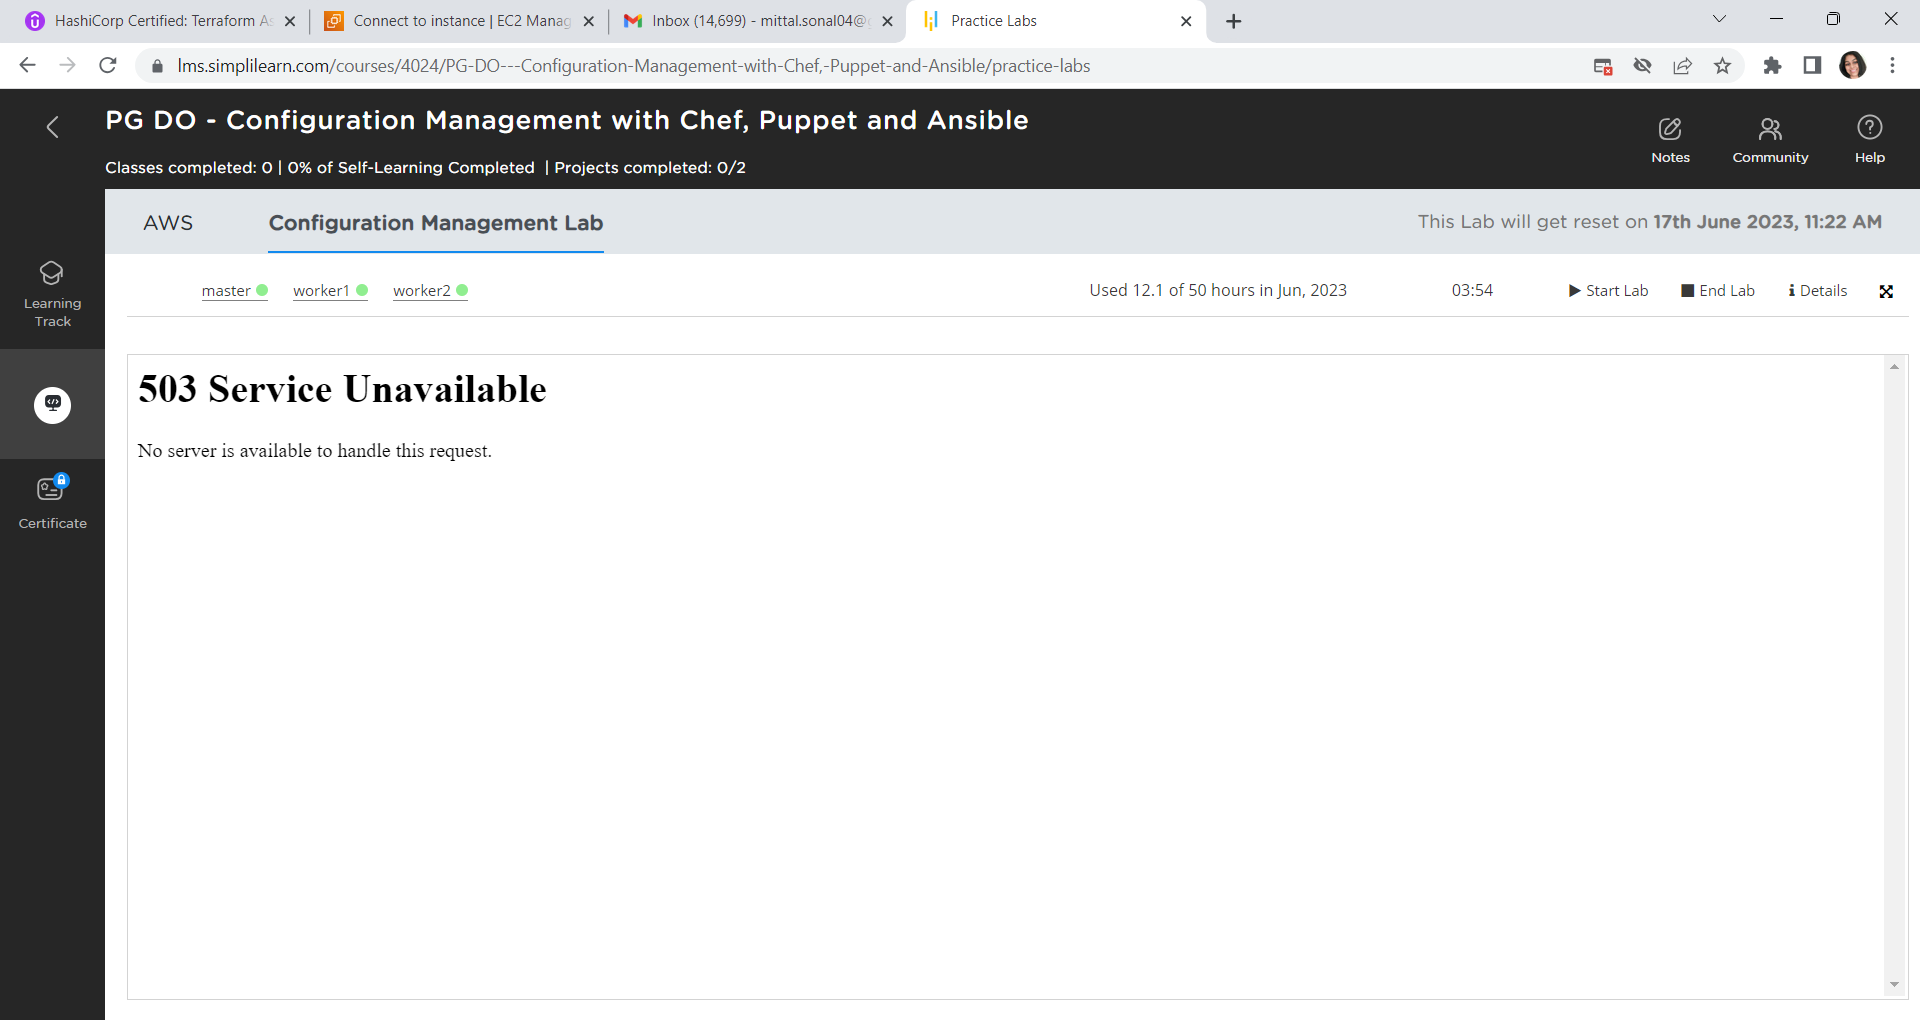 HashiCorp Certified: Terraform As
Connect to instance | EC2 Manag
Inbox (14,699) - mittal.sonal04@g
Practice Labs
lms.simplilearn.com/courses/4024/PG-DO---Configuration-Management-with-Chef,-Puppet-and-Ansible/practice-labs
PG DO - Configuration Management with Chef, Puppet and Ansible
Classes completed: 0 | 0% of Self-Learning Completed | Projects completed: 0/2
Notes
Community
Help
AWS
Configuration Management Lab
This Lab will get reset on 17th June 2023, 11:22 AM
Learning
Track
Certificate
master
worker1
worker2
Used 12.1 of 50 hours in Jun, 2023
03:54
Start Lab
End Lab
Details
503 Service Unavailable
No server is available to handle this request.